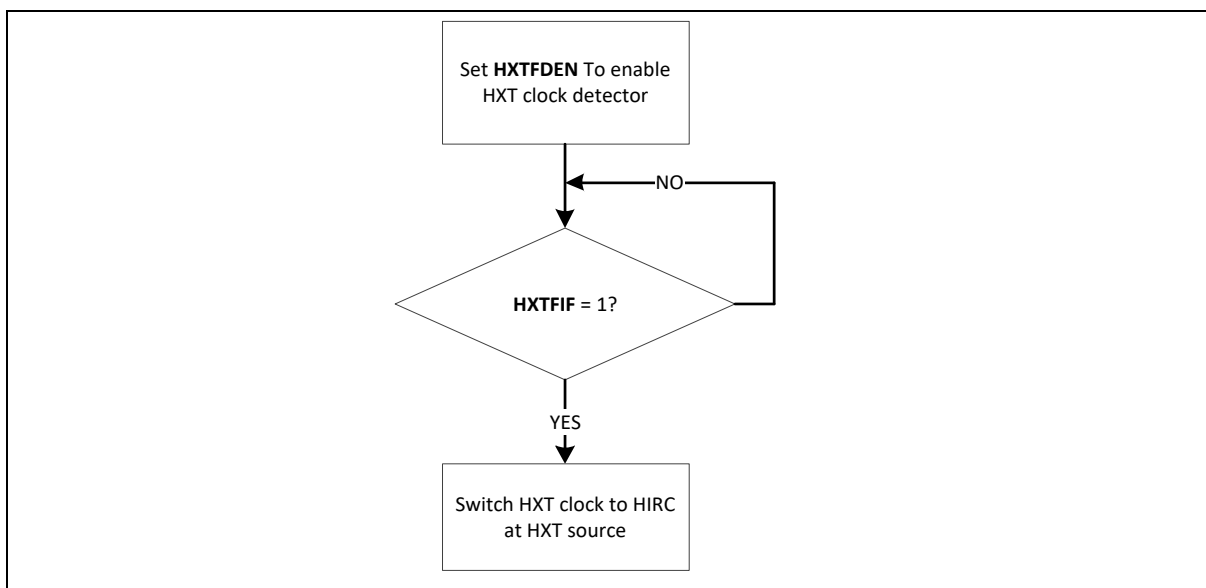 Set HXTFDEN To enable
HXT clock detector
NO
HXTFIF = 1?
YES
Switch HXT clock to HIRC
at HXT source